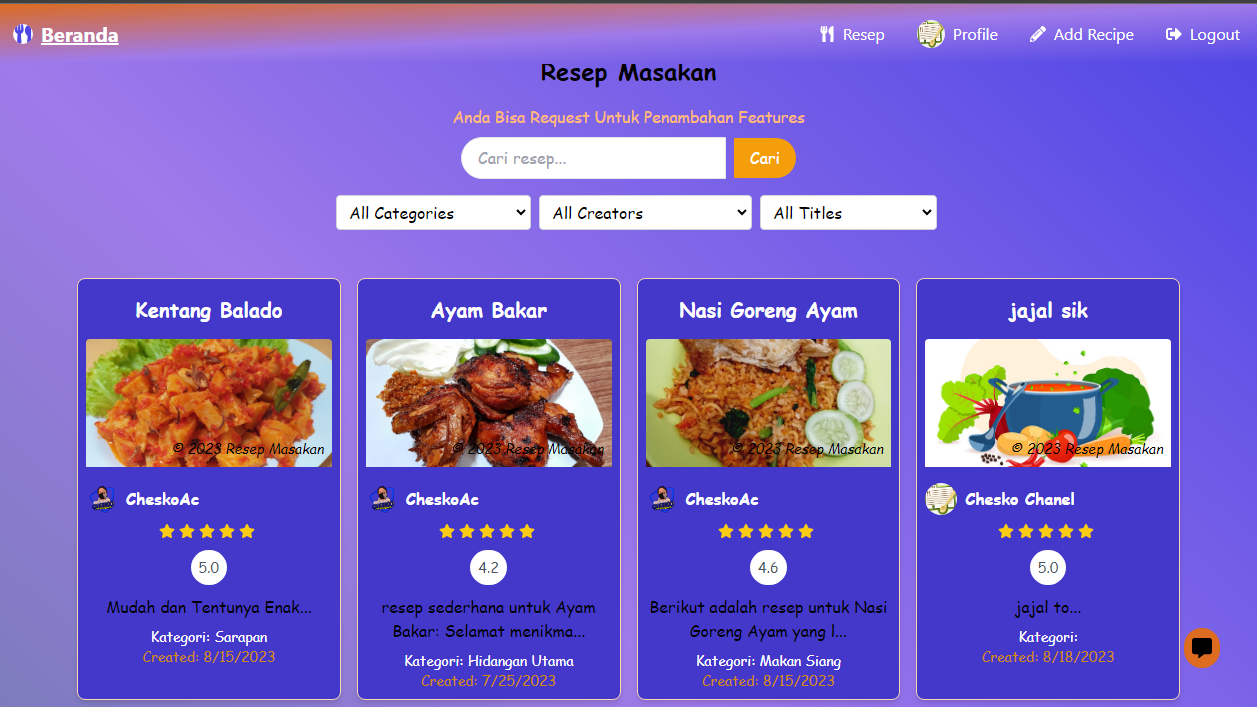 Beranda
Resep
Profile
Add Recipe
Logout
Resep Masakan
Anda Bisa Request Untuk Penambahan Features
Cari resep...
Cari
All Categories
All Creators
All Titles
Kentang Balado
© 2023 Resep Masakan
CheskoAc
5.0
Mudah dan Tentunya Enak...
Kategori: Sarapan
Created: 8/15/2023
Ayam Bakar
© 2023 Resep Masakan
CheskoAc
4.2
resep sederhana untuk Ayam
Bakar: Selamat menikma...
Kategori: Hidangan Utama
Created: 7/25/2023
Nasi Goreng Ayam
© 2023 Resep Masakan
CheskoAc
4.6
Berikut adalah resep untuk Nasi
Goreng Ayam yang l...
Kategori: Makan Siang
Created: 8/15/2023
jajal sik
© 2023 Resep Masakan
Chesko Chanel
5.0
jajal to...
Kategori:
Created: 8/18/2023